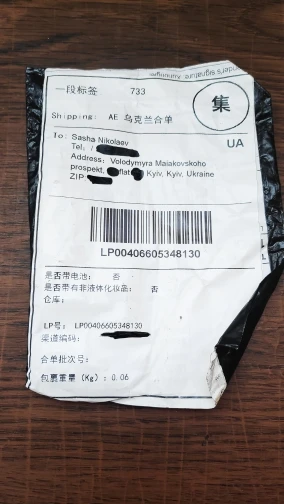 nder's signature
一段标签 733
集
Shipping: AE 乌克兰合单
UA
To: Sasha Nikolaev
Tel: /
Address: Volodymyra Maiakovskoho
prospekt, flat Kyiv, Kyiv, Ukraine
ZIP
LP00406605348130
是否带电池: 否
是否带有非液体化妆品: 否
仓库:
LP号: LP00406605348130
渠道编码:
合单批次号:
包裹重量 (Kg): 0.06